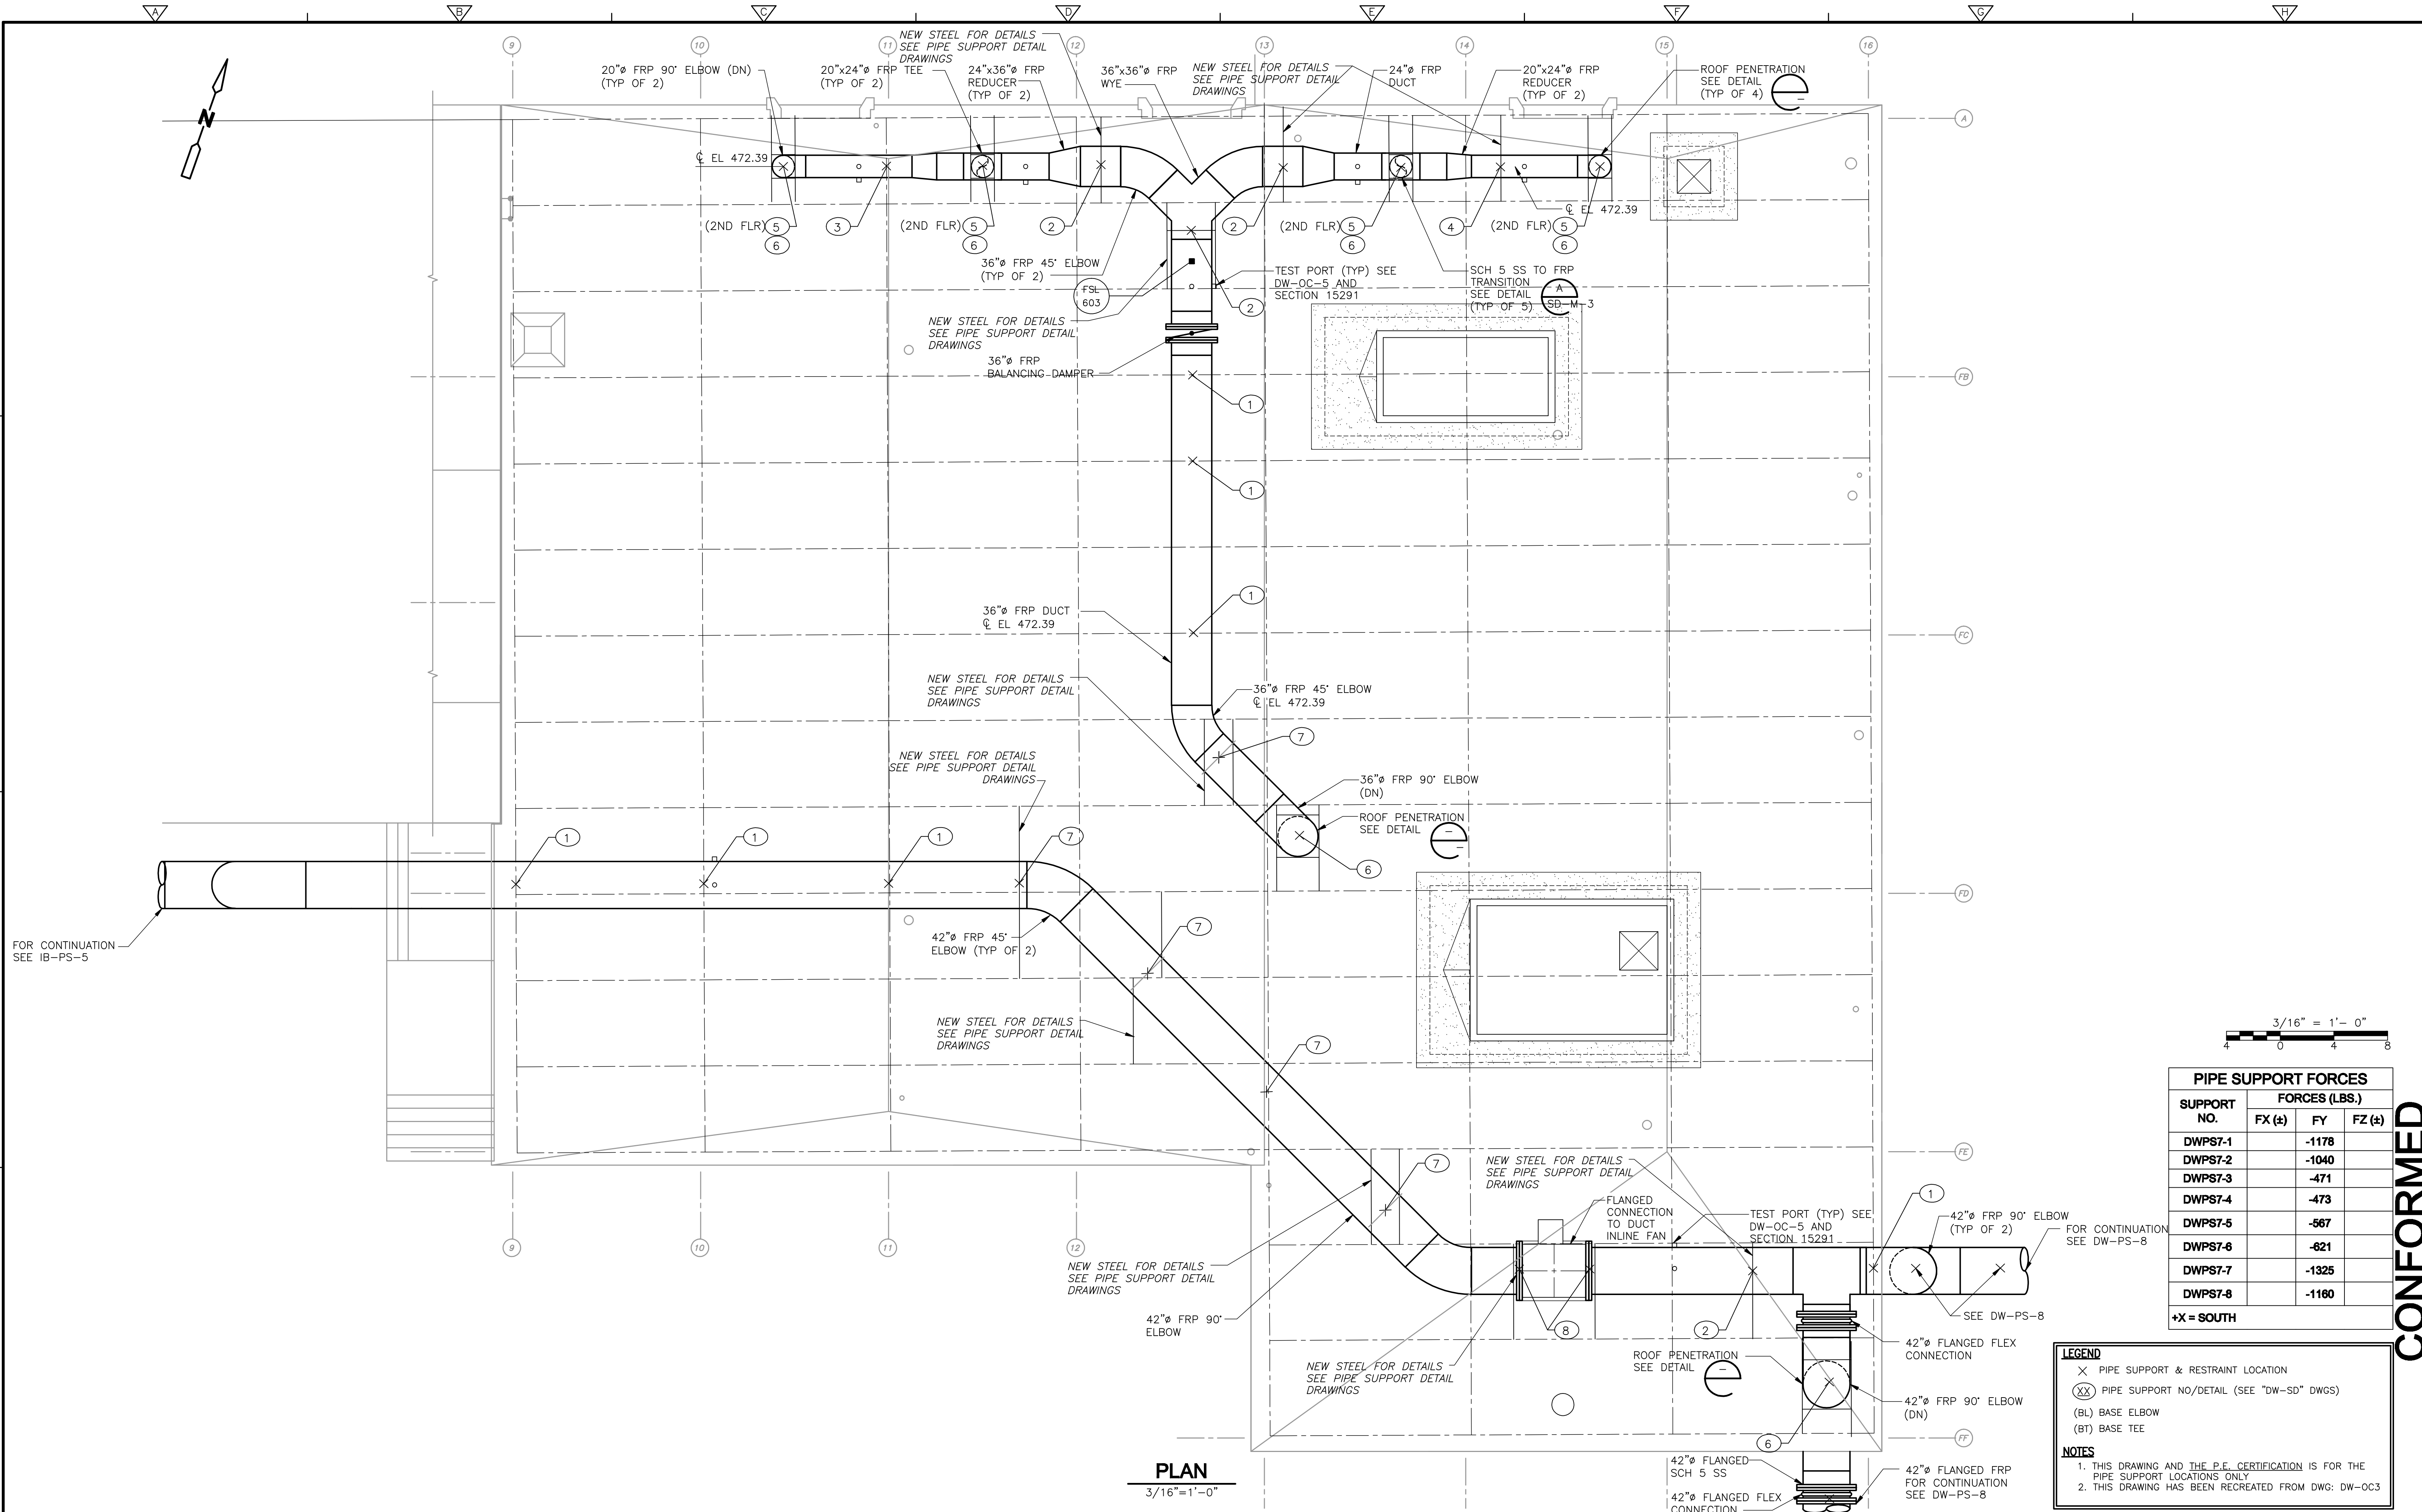 A
B
C
D
E
F
G
H
9
10
11
12
13
14
15
16
N
NEW STEEL FOR DETAILS
SEE PIPE SUPPORT DETAIL
DRAWINGS
20"ø FRP 90° ELBOW (DN)
(TYP OF 2)
20"x24"ø FRP TEE
(TYP OF 2)
24"x36"ø FRP
REDUCER
(TYP OF 2)
36"x36"ø FRP
WYE
NEW STEEL FOR DETAILS
SEE PIPE SUPPORT DETAIL
DRAWINGS
24"ø FRP
DUCT
20"x24"ø FRP
REDUCER
(TYP OF 2)
ROOF PENETRATION
SEE DETAIL
(TYP OF 4)
–
A
℄ EL 472.39
℄ EL 472.39
(2ND FLR) 5
6
3
(2ND FLR) 5
6
2
2
(2ND FLR) 5
6
4
(2ND FLR) 5
6
36"ø FRP 45° ELBOW
(TYP OF 2)
FSL
603
TEST PORT (TYP) SEE
DW-OC-5 AND
SECTION 15291
2
SCH 5 SS TO FRP
TRANSITION
SEE DETAIL
(TYP OF 5)
A
SD-M-3
NEW STEEL FOR DETAILS
SEE PIPE SUPPORT DETAIL
DRAWINGS
36"ø FRP
BALANCING DAMPER
FB
1
1
1
36"ø FRP DUCT
℄ EL 472.39
FC
NEW STEEL FOR DETAILS
SEE PIPE SUPPORT DETAIL
DRAWINGS
36"ø FRP 45° ELBOW
℄ EL 472.39
7
NEW STEEL FOR DETAILS
SEE PIPE SUPPORT DETAIL
DRAWINGS
36"ø FRP 90° ELBOW
(DN)
ROOF PENETRATION
SEE DETAIL
–
–
1
1
1
7
6
FD
FOR CONTINUATION
SEE IB-PS-5
42"ø FRP 45°
ELBOW (TYP OF 2)
7
NEW STEEL FOR DETAILS
SEE PIPE SUPPORT DETAIL
DRAWINGS
7
3/16" = 1'- 0"
4 0 4 8
PIPE SUPPORT FORCES
SUPPORT NO.
FORCES (LBS.)
FX (±) FY FZ (±)
DWPS7-1 -1178
DWPS7-2 -1040
DWPS7-3 -471
DWPS7-4 -473
DWPS7-5 -567
DWPS7-6 -621
DWPS7-7 -1325
DWPS7-8 -1160
+X = SOUTH
CONFORMED
FE
7
NEW STEEL FOR DETAILS
SEE PIPE SUPPORT DETAIL
DRAWINGS
FLANGED
CONNECTION
TO DUCT
INLINE FAN
TEST PORT (TYP) SEE
DW-OC-5 AND
SECTION 15291
1
42"ø FRP 90° ELBOW
(TYP OF 2)
FOR CONTINUATION
SEE DW-PS-8
9
10
11
12
NEW STEEL FOR DETAILS
SEE PIPE SUPPORT DETAIL
DRAWINGS
42"ø FRP 90°
ELBOW
8
2
SEE DW-PS-8
42"ø FLANGED FLEX
CONNECTION
NEW STEEL FOR DETAILS
SEE PIPE SUPPORT DETAIL
DRAWINGS
ROOF PENETRATION
SEE DETAIL
–
42"ø FRP 90° ELBOW
(DN)
6
FF
42"ø FLANGED
SCH 5 SS
42"ø FLANGED FLEX
CONNECTION
42"ø FLANGED FRP
FOR CONTINUATION
SEE DW-PS-8
PLAN
3/16"=1'-0"
LEGEND
PIPE SUPPORT & RESTRAINT LOCATION
XX PIPE SUPPORT NO/DETAIL (SEE "DW-SD" DWGS)
(BL) BASE ELBOW
(BT) BASE TEE
NOTES
1. THIS DRAWING AND THE P.E. CERTIFICATION IS FOR THE
PIPE SUPPORT LOCATIONS ONLY
2. THIS DRAWING HAS BEEN RECREATED FROM DWG: DW-OC3